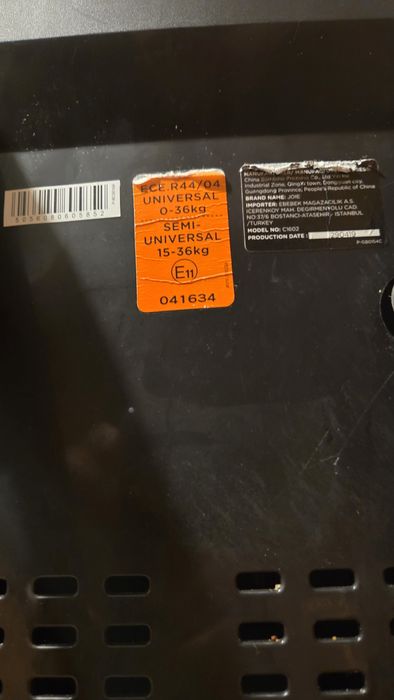 5056080605852
ECE.R44/04
UNIVERSAL
0-36kg
SEMI-
UNIVERSAL
15-36kg
E11
041634
Industrial Zone, QingXi town, Dongguan city,
Guangdong Province, People's Republic of China
BRAND NAME: JOIE
IMPORTER: EBEBEK MAGAZACILIK A.S.
ICERENKOY MAH. DEGIRMENYOLU CAD
NO:37/6 BOSTANCI-ATASEHIR / ISTANBUL
/TURKEY
MODEL NO: C1602
PRODUCTION DATE :